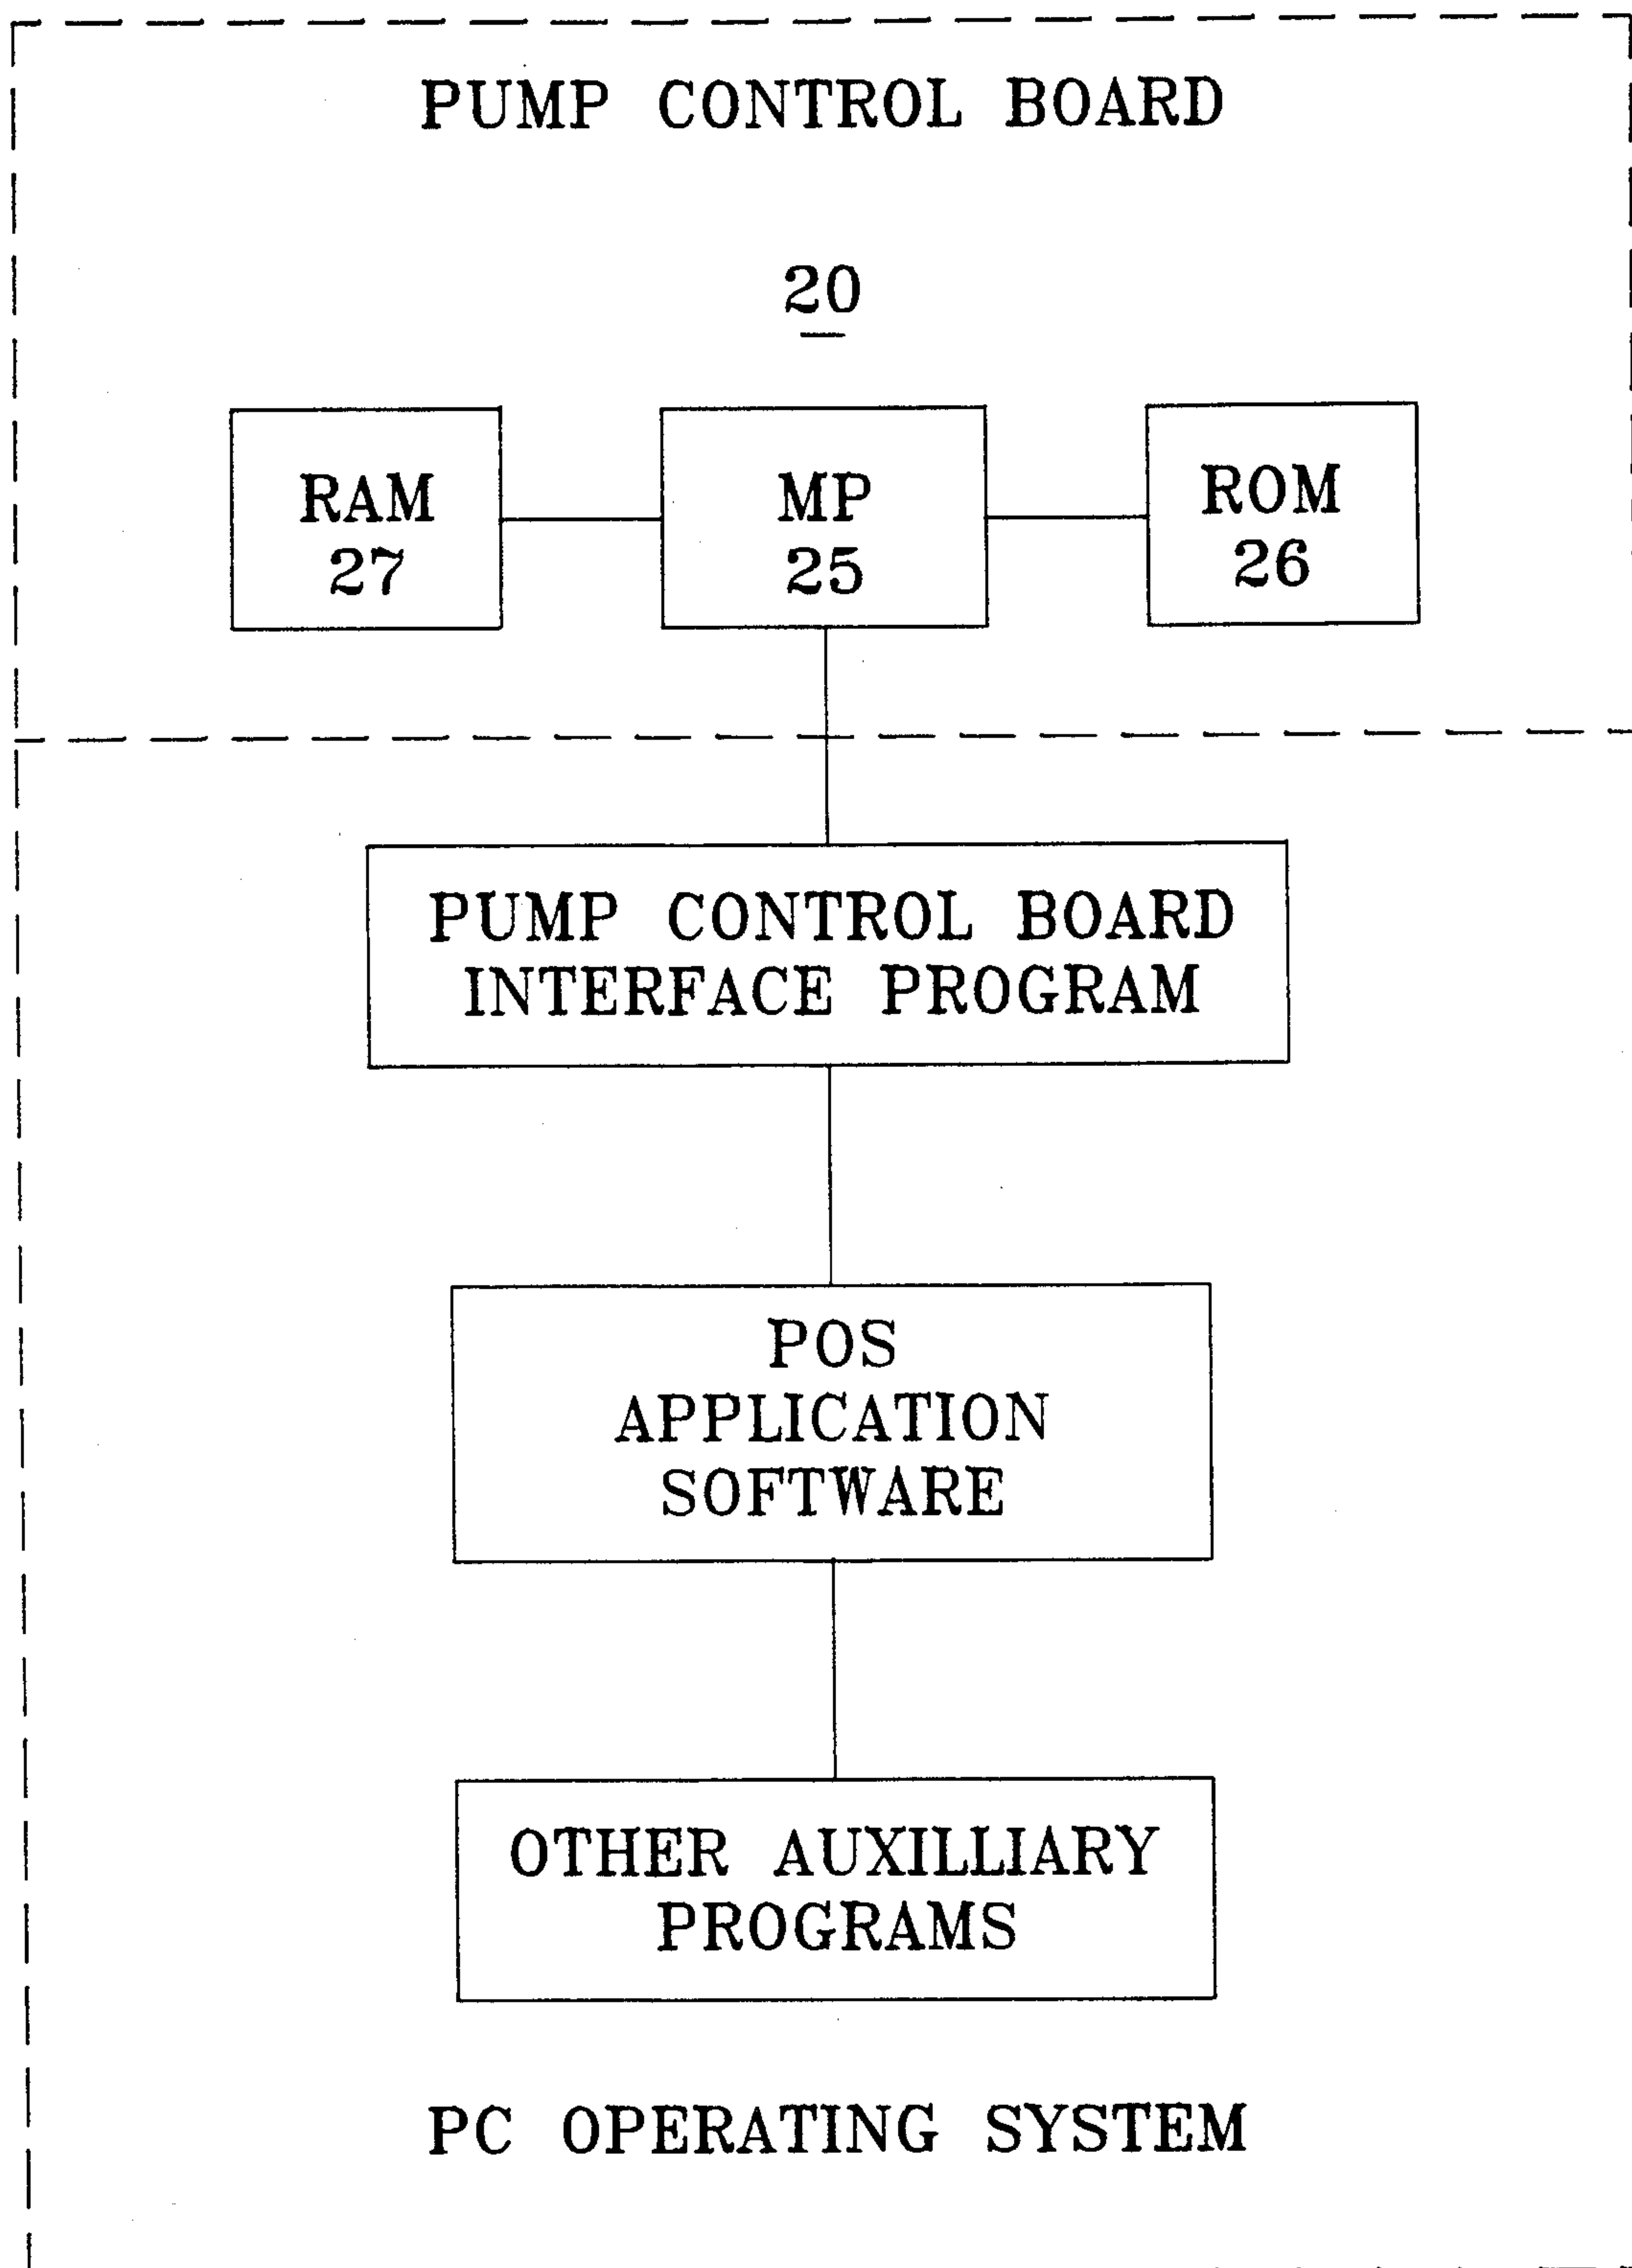 PUMP CONTROL BOARD
20
RAM
27
MP
25
ROM
26
PUMP CONTROL BOARD
INTERFACE PROGRAM
POS
APPLICATION
SOFTWARE
OTHER AUXILLIARY
PROGRAMS
PC OPERATING SYSTEM